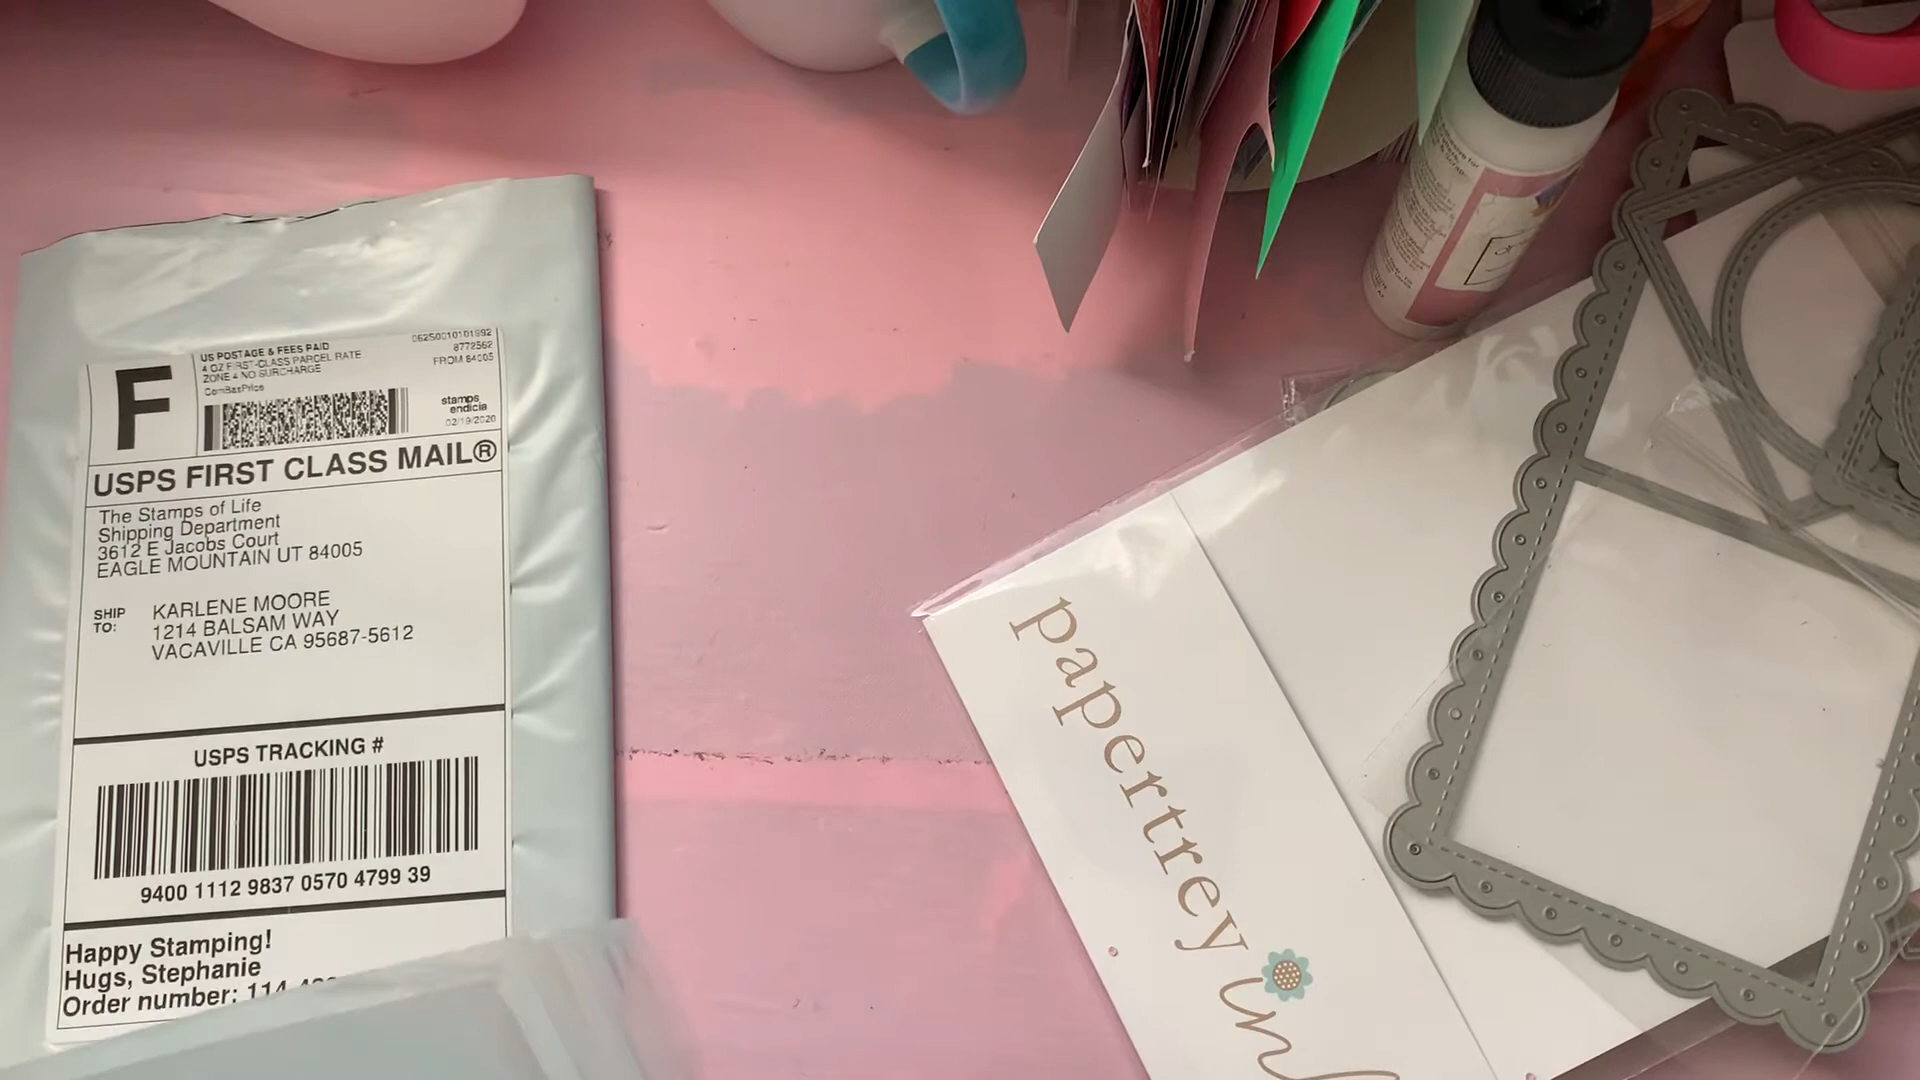 F
US POSTAGE & FEES PAID
4 OZ FIRST-CLASS PARCEL RATE
ZONE 4 NO SURCHARGE
ComBasPrice
062S0010101992
8772562
FROM 84005
stamps
endicia
02/19/2020
USPS FIRST CLASS MAIL®
The Stamps of Life
Shipping Department
3612 E Jacobs Court
EAGLE MOUNTAIN UT 84005
SHIP
TO:
KARLENE MOORE
1214 BALSAM WAY
VACAVILLE CA 95687-5612
USPS TRACKING #
9400 1112 9837 0570 4799 39
Happy Stamping!
Hugs, Stephanie
Order number: 114
papertrey